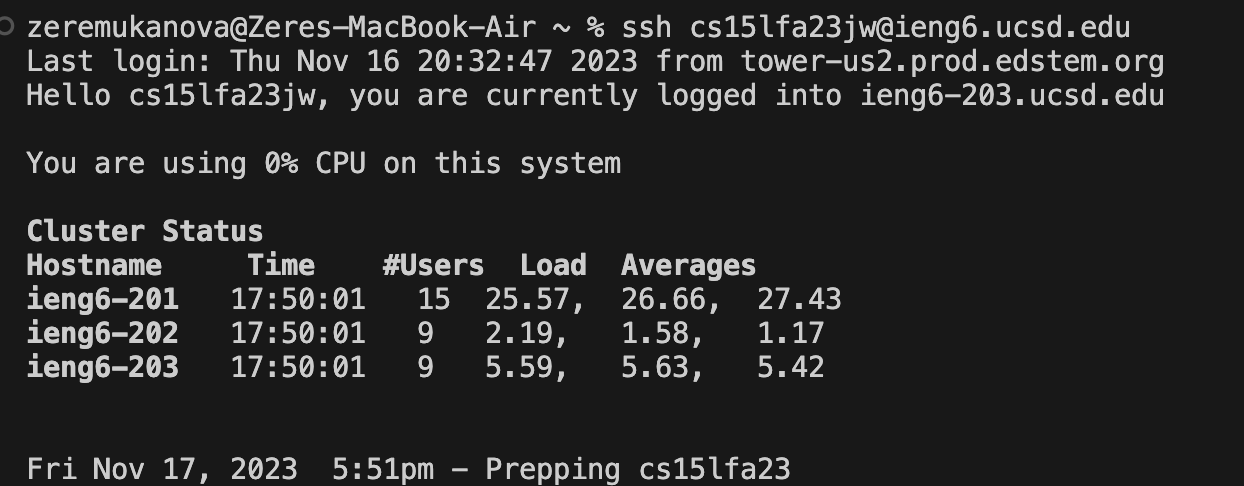 zeremukanova@Zeres-MacBook-Air ~ % ssh cs15lfa23jw@ieng6.ucsd.edu
Last login: Thu Nov 16 20:32:47 2023 from tower-us2.prod.edstem.org
Hello cs15lfa23jw, you are currently logged into ieng6-203.ucsd.edu
You are using 0% CPU on this system
Cluster Status
Hostname     Time    #Users  Load  Averages
ieng6-201   17:50:01   15  25.57,  26.66,  27.43
ieng6-202   17:50:01   9   2.19,   1.58,   1.17
ieng6-203   17:50:01   9   5.59,   5.63,   5.42
Fri Nov 17, 2023  5:51pm - Prepping cs15lfa23